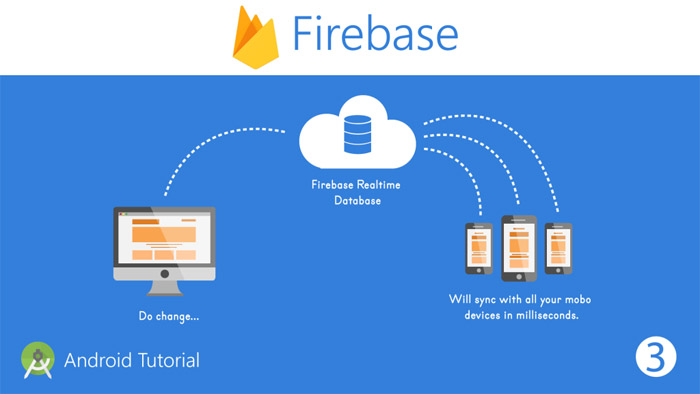 Firebase
Firebase Realtime
Database
Do change...
Will sync with all your mobo
devices in milliseconds.
Android Tutorial
3